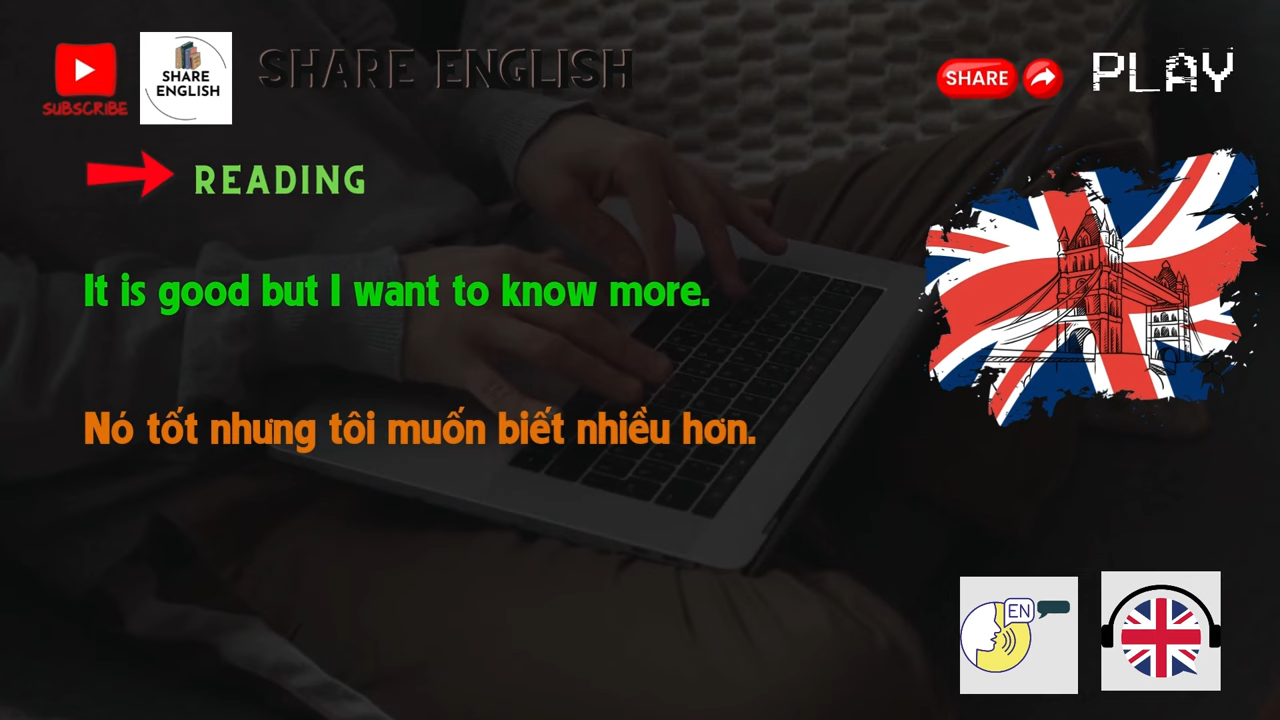 SUBSCRIBE
SHARE
ENGLISH
SHARE ENGLISH
SHARE
PLAY
READING
It is good but I want to know more.
Nó tốt nhưng tôi muốn biết nhiều hơn.
EN